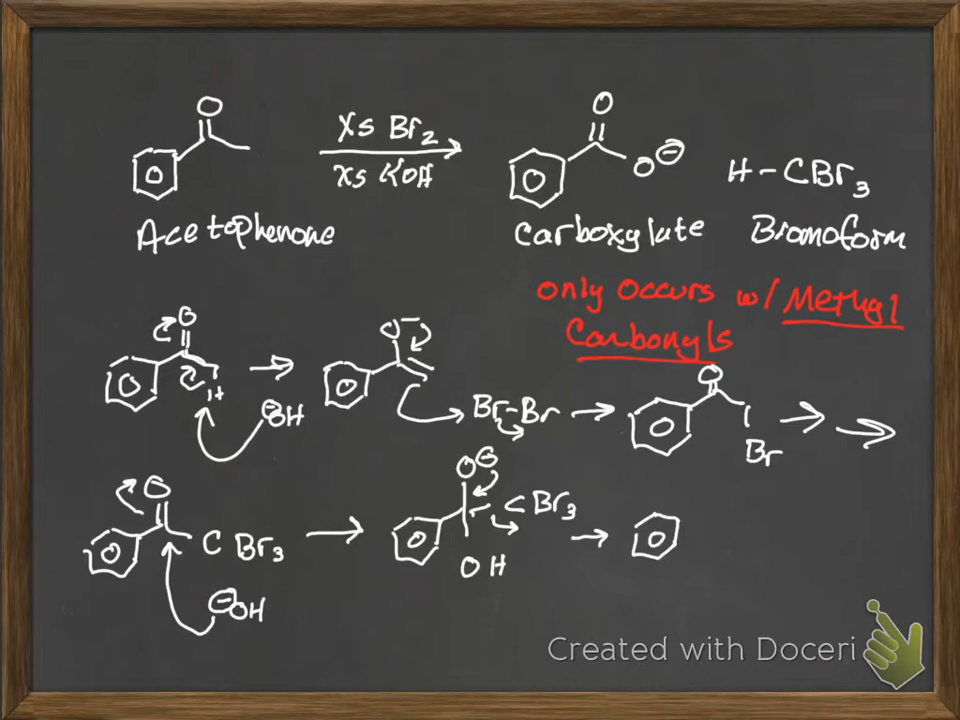 O
Xs Br2
O
O⊖
O
Xs KOH
O
H-CBr3
Acetophenone
Carboxylate
Bromoform
only occurs w/ Methyl
Carbonyls
O
O-
O
O
H
⊖OH
O
Br-Br
O
Br
O
O⊖
O
CBr3
O
CBr3
O
OH
⊖OH
Created with Doceri